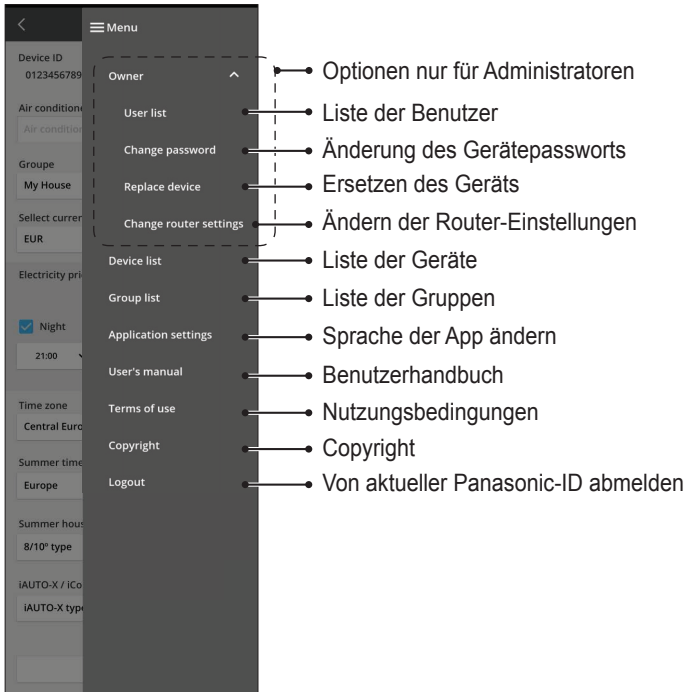 Menu
Device ID
0123456789
Air condition
Air condition
Groupe
My House
Sellect curren
EUR
Electricity pri
Night
21:00
Time zone
Central Euro
Summer time
Europe
Summer hous
8/10° type
iAUTO-X / iCo
iAUTO-X type
Owner
User list
Change password
Replace device
Change router settings
Device list
Group list
Application settings
User's manual
Terms of use
Copyright
Logout
Optionen nur für Administratoren
Liste der Benutzer
Änderung des Gerätepassworts
Ersetzen des Geräts
Ändern der Router-Einstellungen
Liste der Geräte
Liste der Gruppen
Sprache der App ändern
Benutzerhandbuch
Nutzungsbedingungen
Copyright
Von aktueller Panasonic-ID abmelden